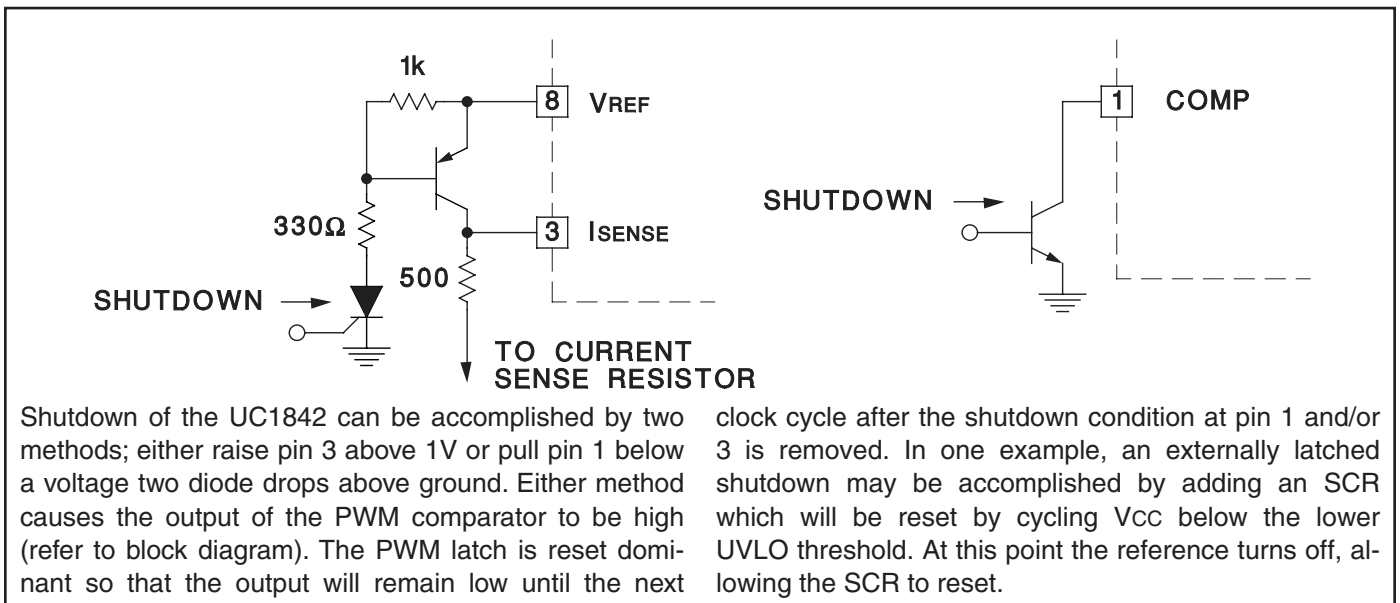 1k
8 VREF
330Ω
3 ISENSE
500
SHUTDOWN
TO CURRENT
SENSE RESISTOR
1 COMP
SHUTDOWN
Shutdown of the UC1842 can be accomplished by two
methods; either raise pin 3 above 1V or pull pin 1 below
a voltage two diode drops above ground. Either method
causes the output of the PWM comparator to be high
(refer to block diagram). The PWM latch is reset domi-
nant so that the output will remain low until the next
clock cycle after the shutdown condition at pin 1 and/or
3 is removed. In one example, an externally latched
shutdown may be accomplished by adding an SCR
which will be reset by cycling VCC below the lower
UVLO threshold. At this point the reference turns off, al-
lowing the SCR to reset.